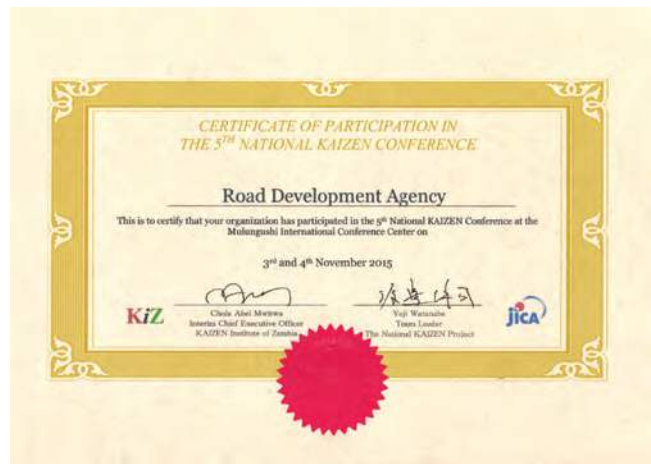 CERTIFICATE OF PARTICIPATION IN
THE 5TH NATIONAL KAIZEN CONFERENCE
Road Development Agency
This is to certify that your organization has participated in the 5th National KAIZEN Conference at the
Mulungushi International Conference Center on
3rd and 4th November 2015
Chola Abel Mwitwa
Interim Chief Executive Officer
KAIZEN Institute of Zambia
Yuji Watanabe
Team Leader
The National KAIZEN Project
KiZ
jICA